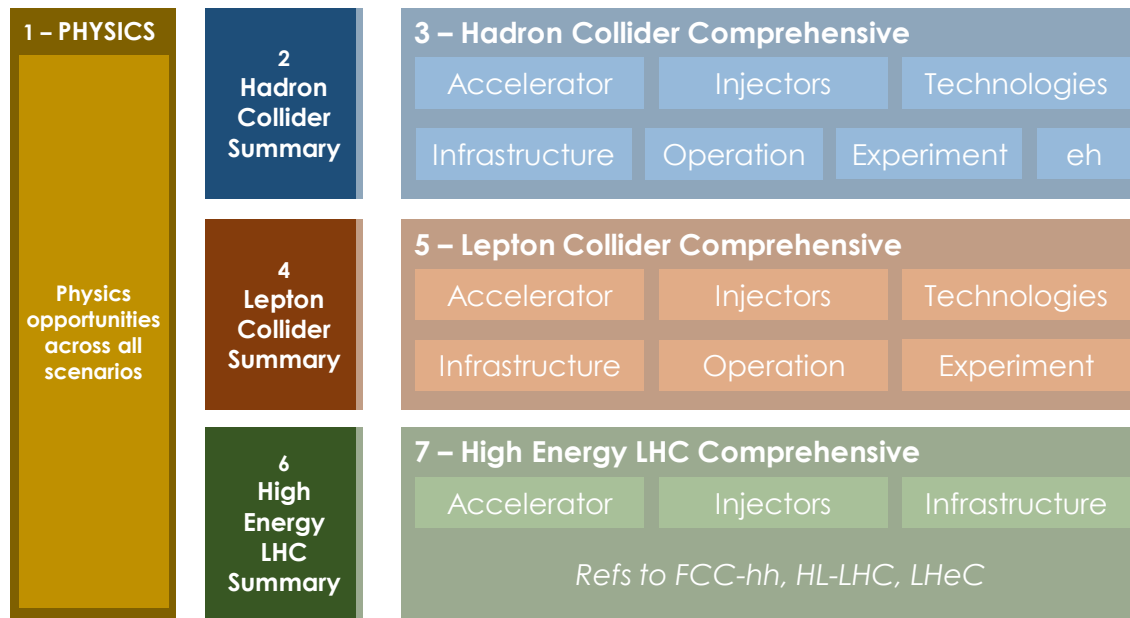 1 – PHYSICS
Physics
opportunities
across all
scenarios
2
Hadron
Collider
Summary
3 – Hadron Collider Comprehensive
Accelerator
Injectors
Technologies
Infrastructure
Operation
Experiment
eh
4
Lepton
Collider
Summary
5 – Lepton Collider Comprehensive
Accelerator
Injectors
Technologies
Infrastructure
Operation
Experiment
6
High
Energy
LHC
Summary
7 – High Energy LHC Comprehensive
Accelerator
Injectors
Infrastructure
Refs to FCC-hh, HL-LHC, LHeC